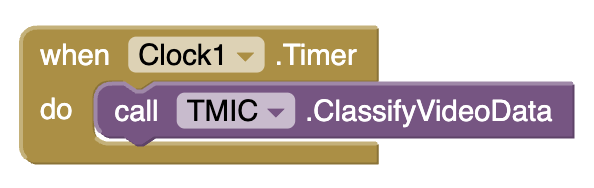 when Clock1 .Timer
do call TMIC .ClassifyVideoData